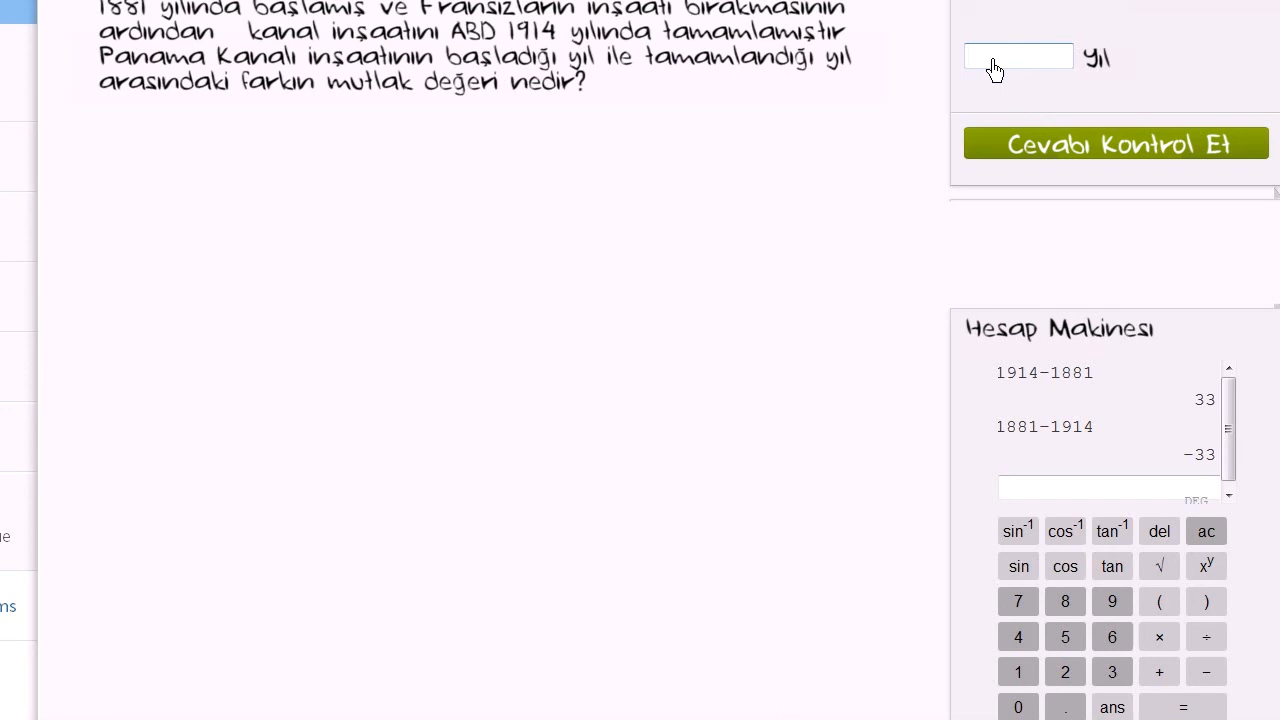 1881 yılında başlamış ve Fransızların inşaatı bırakmasının
ardından kanal inşaatını ABD 1914 yılında tamamlamıştır
Panama Kanalı inşaatının başladığı yıl ile tamamlandığı yıl
arasındaki farkın mutlak değeri nedir?
Yıl
Cevabı Kontrol Et
Hesap Makinesı
1914-1881
33
1881-1914
-33
DEG
sin-1 cos-1 tan-1 del ac
sin cos tan √ xy
7 8 9 ( )
4 5 6 × ÷
1 2 3 + −
0 . ans =
ms